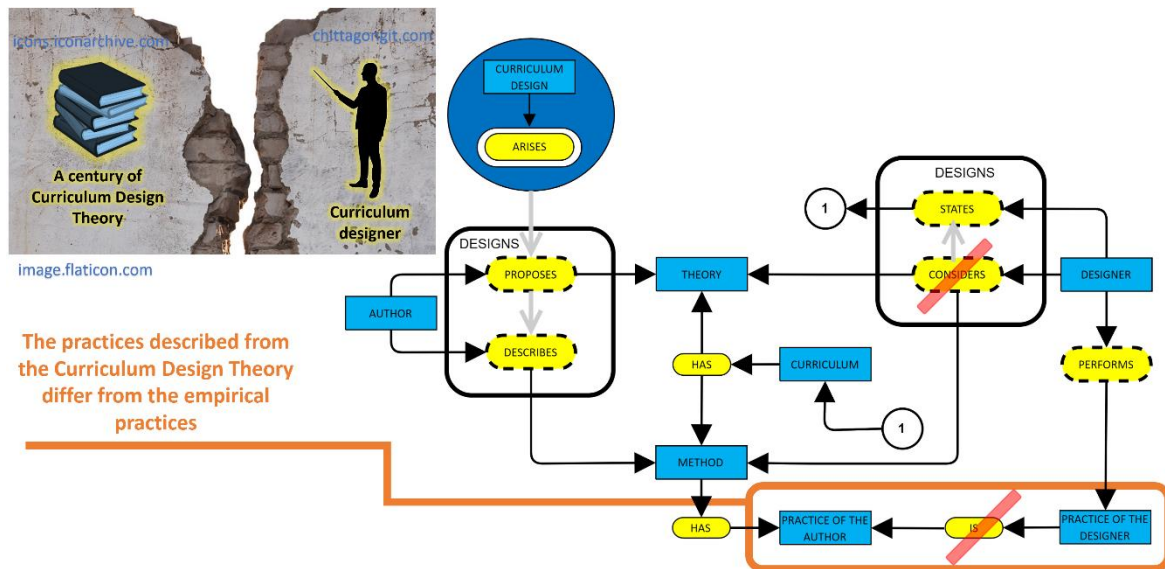 icons.iconarchive.com
chittagongit.com
A century of
Curriculum Design
Theory
Curriculum
designer
image.flaticon.com
The practices described from
the Curriculum Design Theory
differ from the empirical
practices
CURRICULUM
DESIGN
ARISES
DESIGNS
PROPOSES
AUTHOR
DESCRIBES
THEORY
HAS
CURRICULUM
1
METHOD
HAS
DESIGNS
1
STATES
CONSIDERS
DESIGNER
PERFORMS
PRACTICE OF THE
AUTHOR
IS
PRACTICE OF THE
DESIGNER